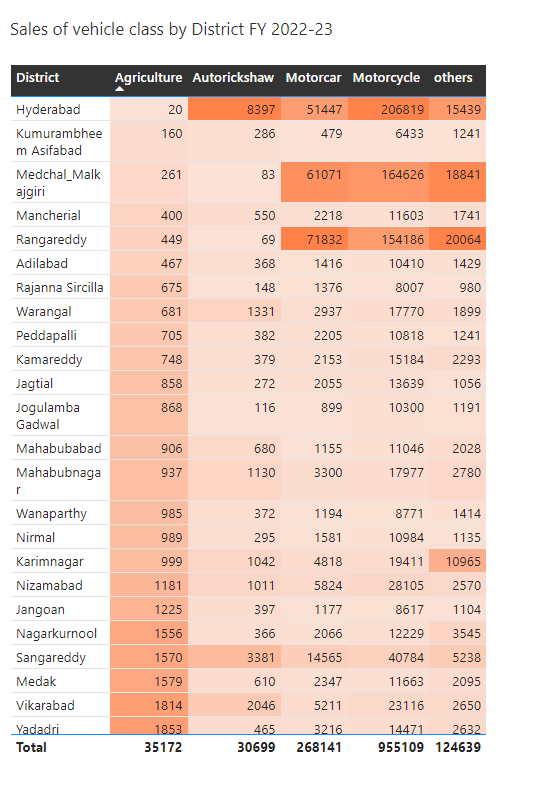 Sales of vehicle class by District FY 2022-23
District Agriculture Autorickshaw Motorcar Motorcycle others
Hyderabad 20 8397 51447 206819 15439
Kumurambhee 160 286 479 6433 1241
m Asifabad
Medchal_Malk 261 83 61071 164626 18841
ajgiri
Mancherial 400 550 2218 11603 1741
Rangareddy 449 69 71832 154186 20064
Adilabad 467 368 1416 10410 1429
Rajanna Sircilla 675 148 1376 8007 980
Warangal 681 1331 2937 17770 1899
Peddapalli 705 382 2205 10818 1241
Kamareddy 748 379 2153 15184 2293
Jagtial 858 272 2055 13639 1056
Jogulamba 868 116 899 10300 1191
Gadwal
Mahabubabad 906 680 1155 11046 2028
Mahabubnaga 937 1130 3300 17977 2780
r
Wanaparthy 985 372 1194 8771 1414
Nirmal 989 295 1581 10984 1135
Karimnagar 999 1042 4818 19411 10965
Nizamabad 1181 1011 5824 28105 2570
Jangoan 1225 397 1177 8617 1104
Nagarkurnool 1556 366 2066 12229 3545
Sangareddy 1570 3381 14565 40784 5238
Medak 1579 610 2347 11663 2095
Vikarabad 1814 2046 5211 23116 2650
Yadadri 1853 465 3216 14471 2632
Total 35172 30699 268141 955109 124639